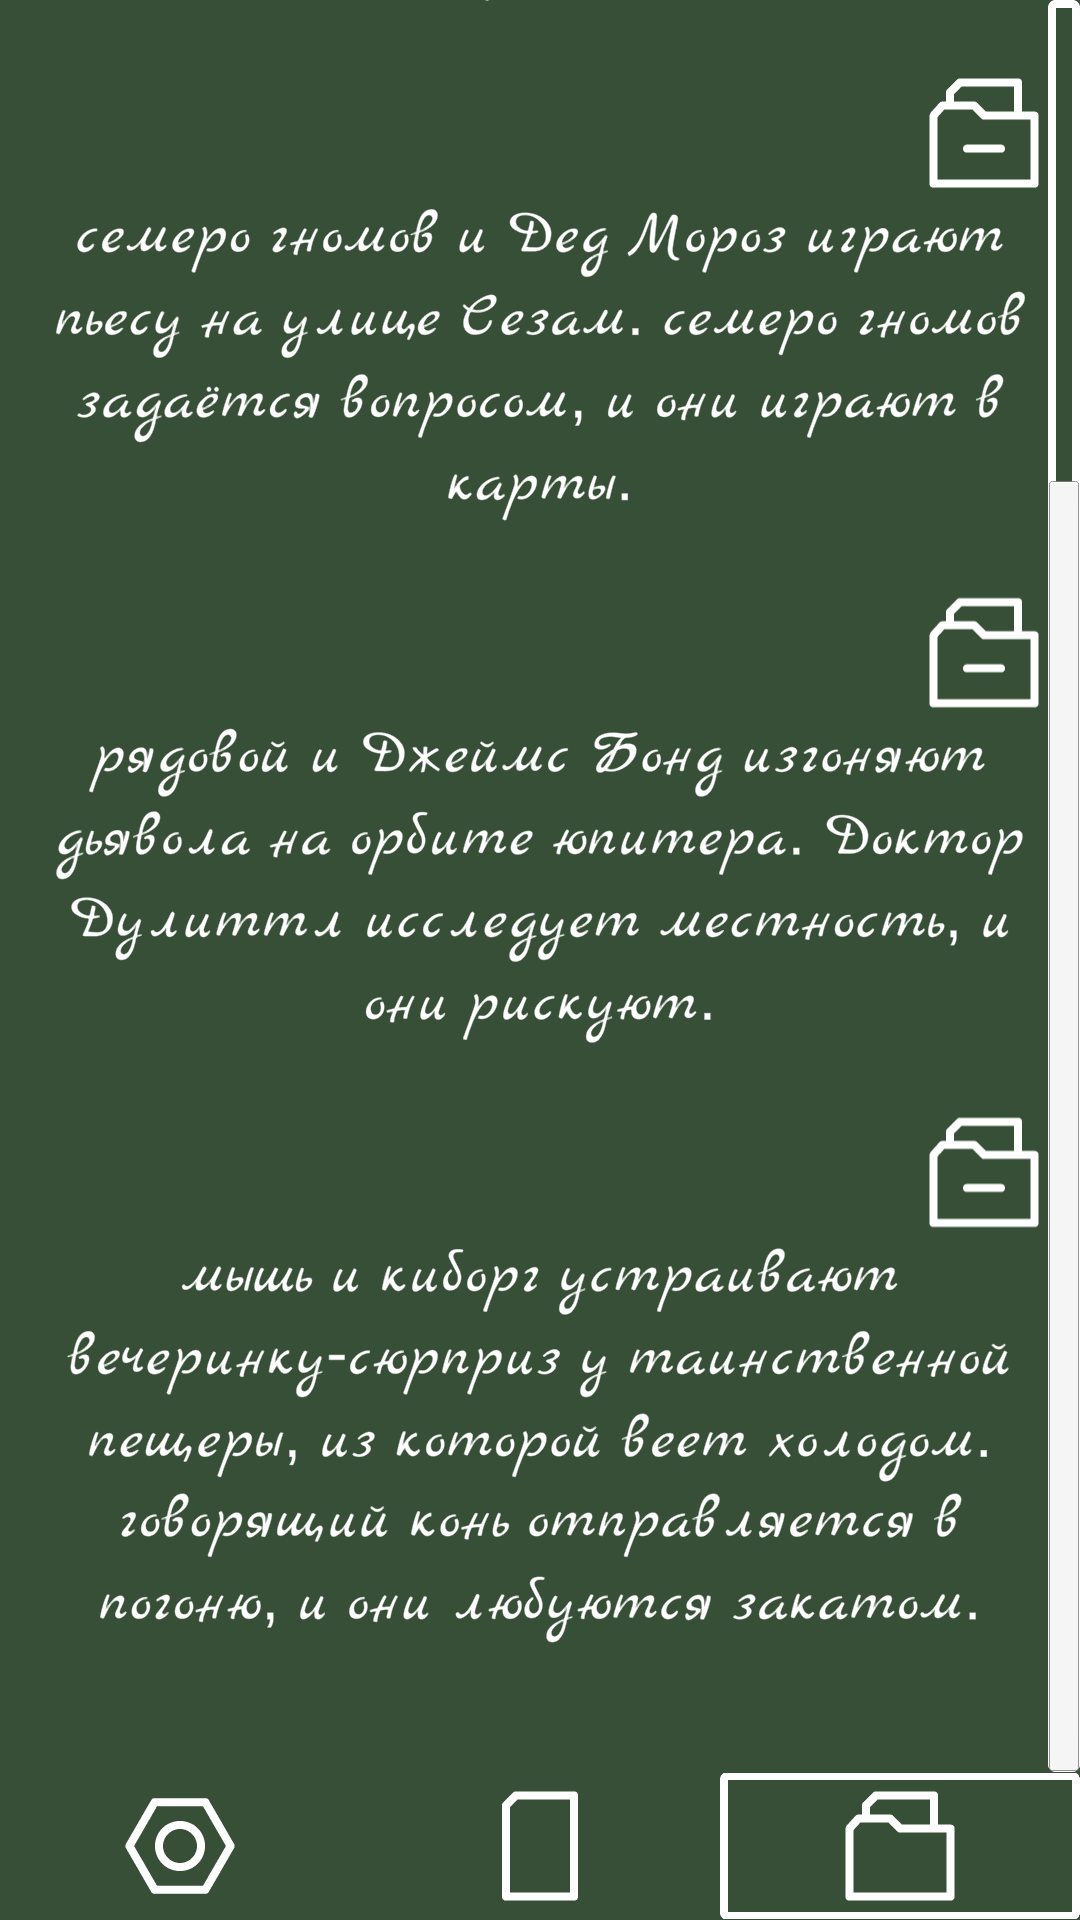 семеро гномов и Дед Мороз играют
пьесу на улице Сезам. семеро гномов
задаётся вопросом, и они играют в
карты.
рядовой и Джеймс Бонд изгоняют
дьявола на орбите юпитера. Доктор
Дулиттл исследует местность, и
они рискуют.
мышь и киборг устраивают
вечеринку-сюрприз у таинственной
пещеры, из которой веет холодом.
говорящий конь отправляется в
погоню, и они любуются закатом.